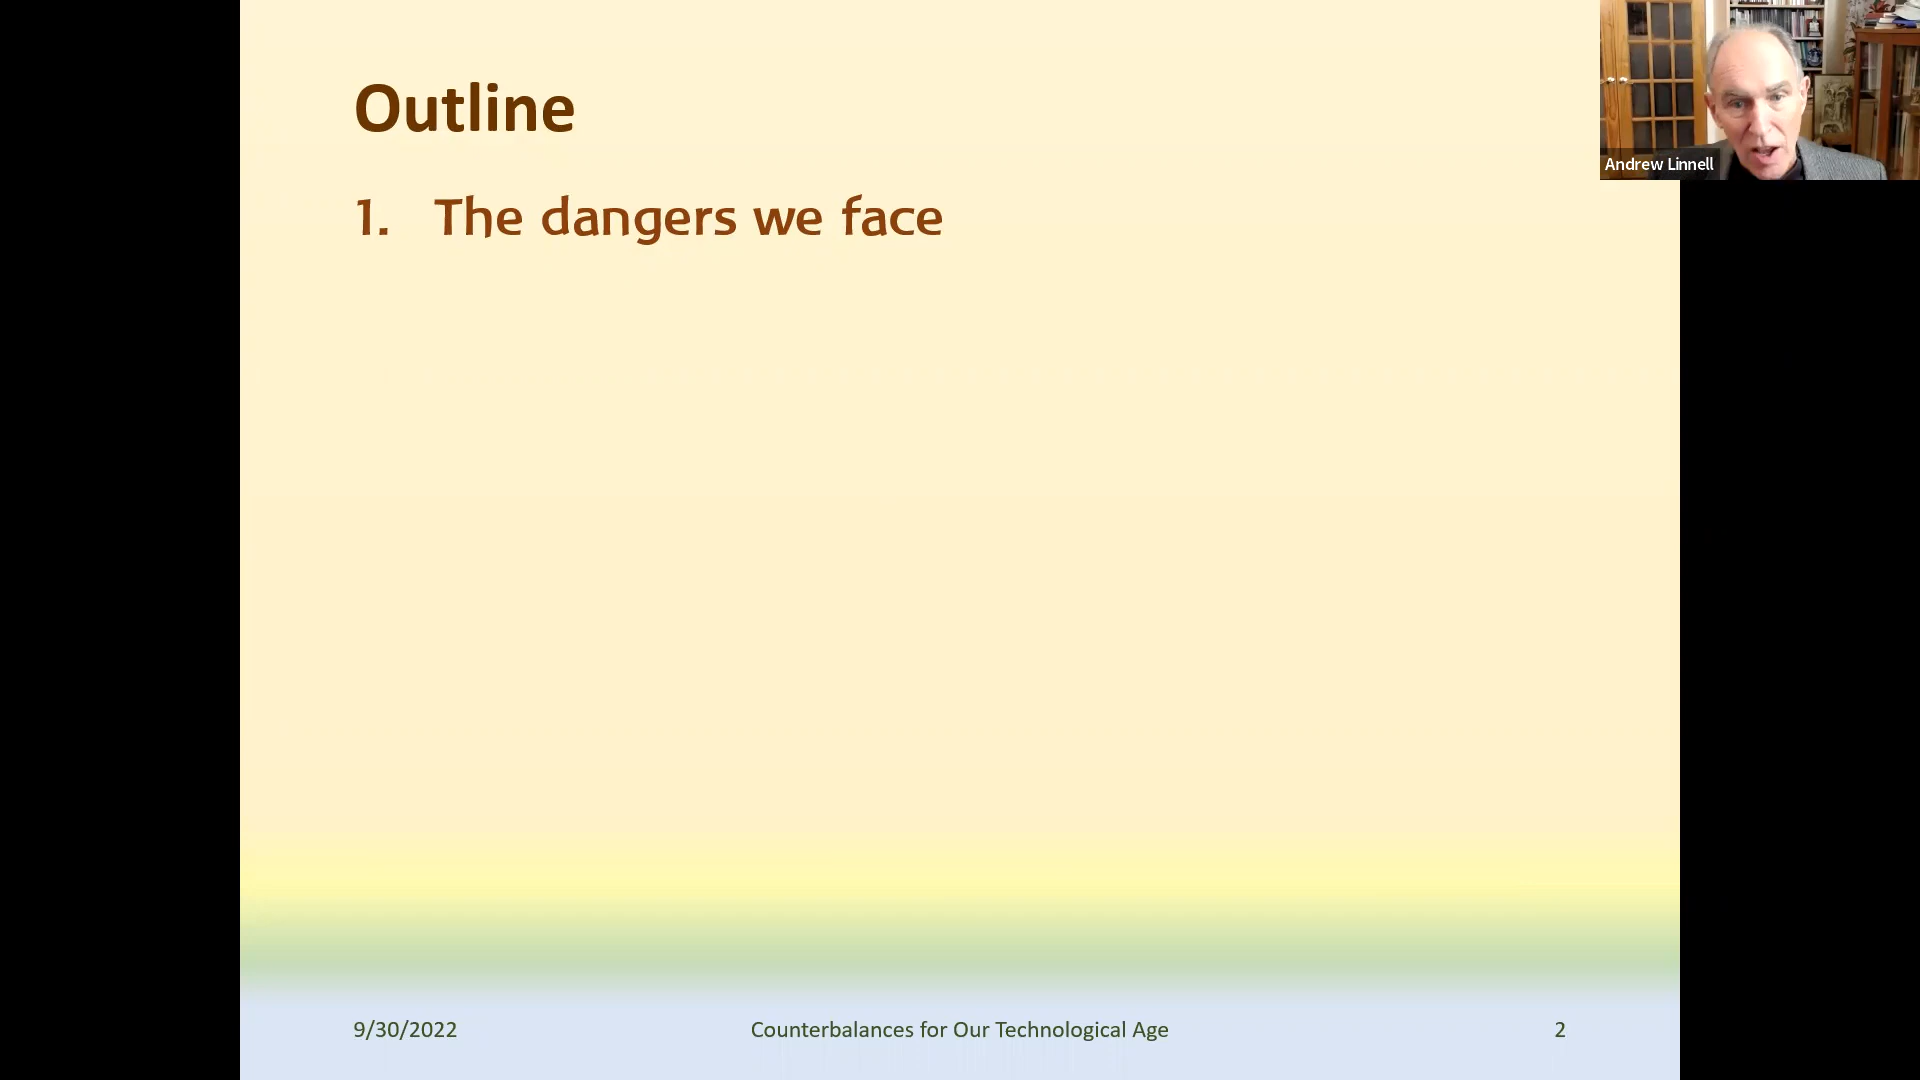 Outline
1. The dangers we face
Andrew Linnell
9/30/2022
Counterbalances for Our Technological Age
2